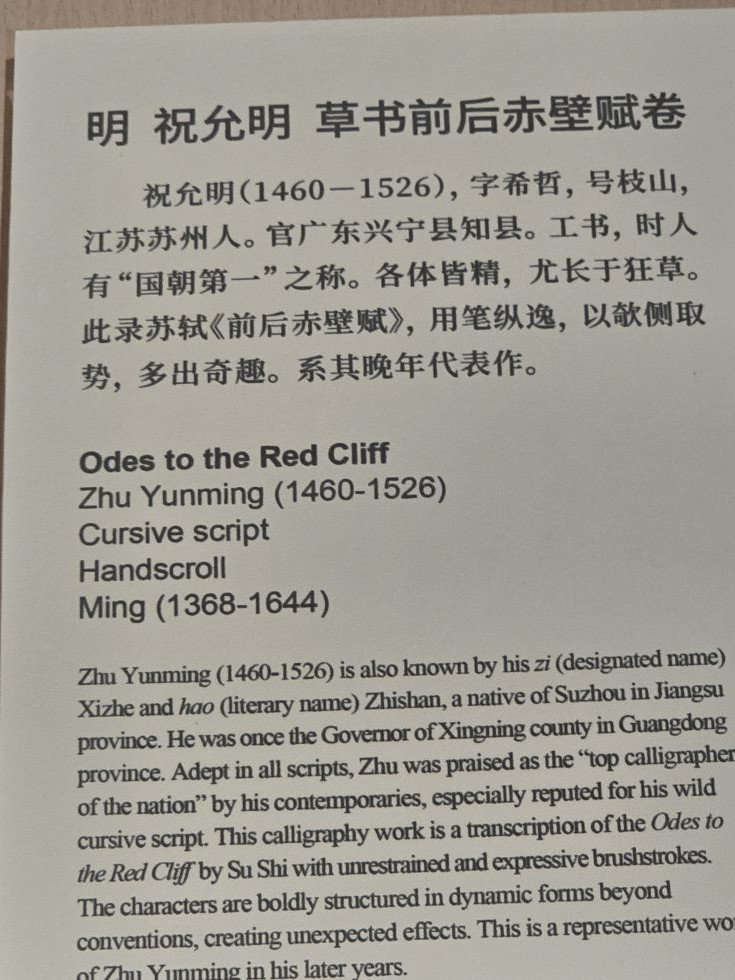 明 祝允明 草书前后赤壁赋卷
祝允明(1460－1526)，字希哲，号枝山，
江苏苏州人。官广东兴宁县知县。工书，时人
有“国朝第一”之称。各体皆精，尤长于狂草。
此录苏轼《前后赤壁赋》，用笔纵逸，以欹侧取
势，多出奇趣。系其晚年代表作。
Odes to the Red Cliff
Zhu Yunming (1460-1526)
Cursive script
Handscroll
Ming (1368-1644)
Zhu Yunming (1460-1526) is also known by his zi (designated name)
Xizhe and hao (literary name) Zhishan, a native of Suzhou in Jiangsu
province. He was once the Governor of Xingning county in Guangdong
province. Adept in all scripts, Zhu was praised as the “top calligrapher
of the nation” by his contemporaries, especially reputed for his wild
cursive script. This calligraphy work is a transcription of the Odes to
the Red Cliff by Su Shi with unrestrained and expressive brushstrokes.
The characters are boldly structured in dynamic forms beyond
conventions, creating unexpected effects. This is a representative wo
of Zhu Yunming in his later years.